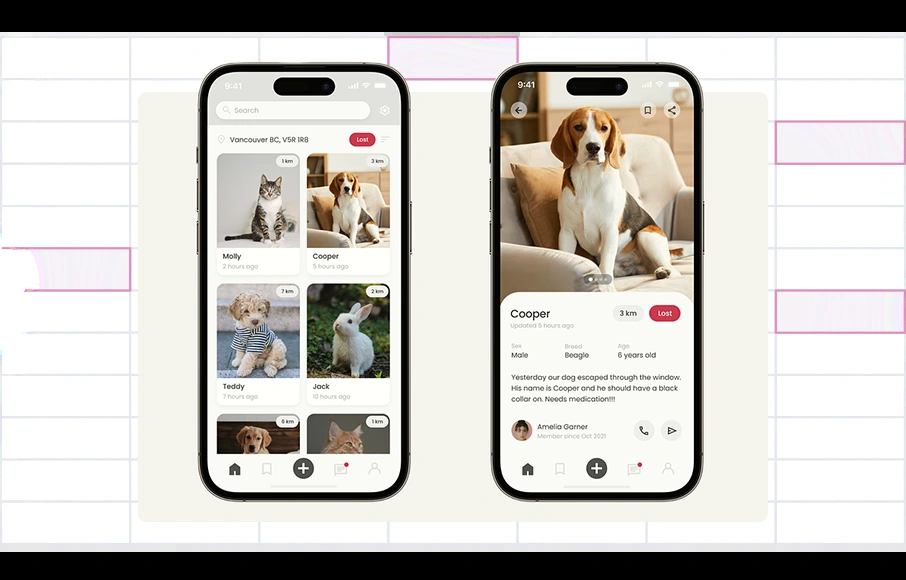 9:41
Search
Vancouver BC, V5R 1R8
Lost
1 km
3 km
Molly
2 hours ago
Cooper
5 hours ago
7 km
2 km
Teddy
7 hours ago
Jack
10 hours ago
6 km
1 km
9:41
Cooper
3 km
Lost
Updated 5 hours ago
Sex
Breed
Age
Male
Beagle
6 years old
Yesterday our dog escaped through the window.
His name is Cooper and he should have a black
collar on. Needs medication!!!
Amelia Garner
Member since Oct 2021